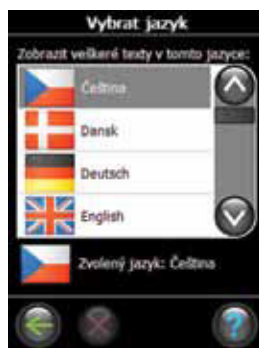 Vybrat jazyk
Zobrazit veškeré texty v tomto jazyce:
Čeština
Dansk
Deutsch
English
Zvolený jazyk: Čeština
?